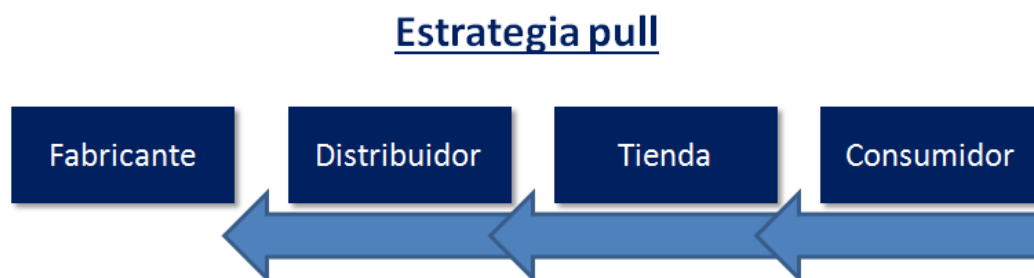 Estrategia pull
Fabricante
Distribuidor
Tienda
Consumidor